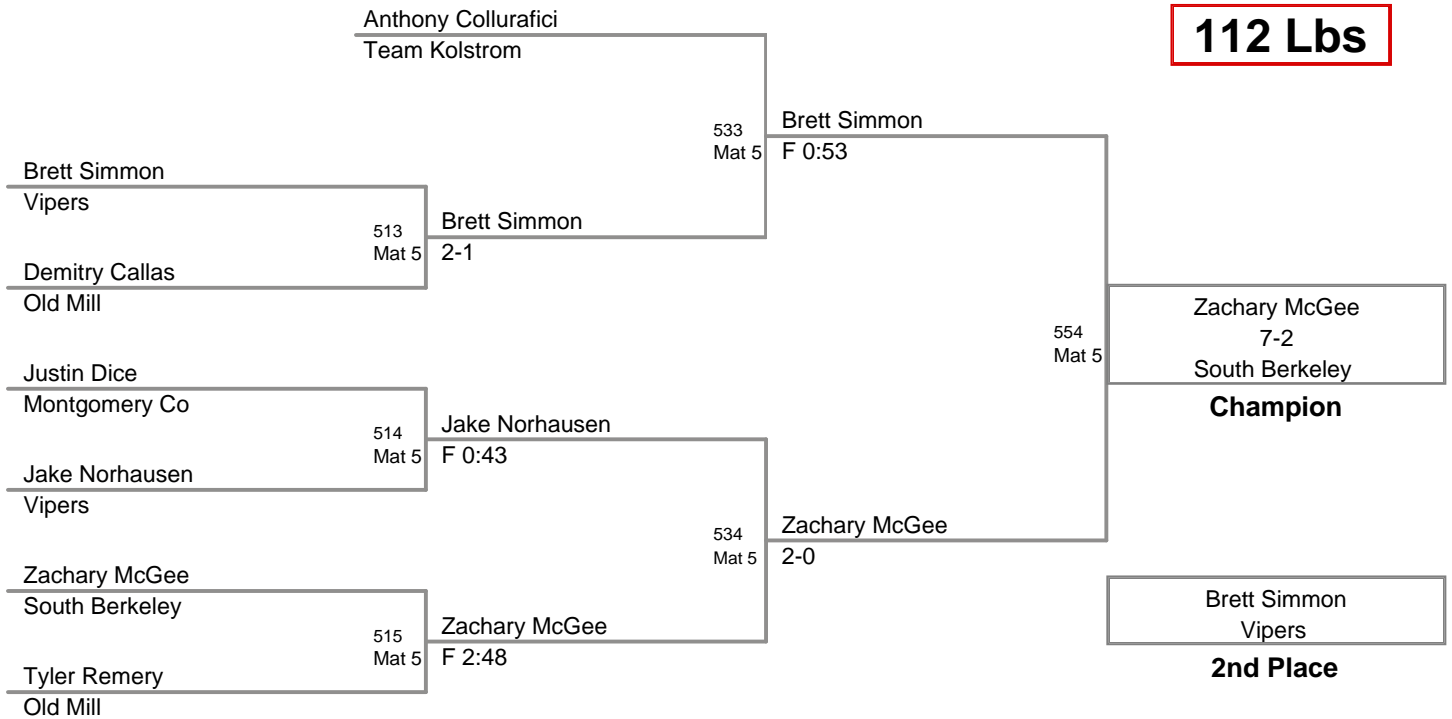 Anthony Collurafici
Team Kolstrom
112 Lbs
533
Mat 5
Brett Simmon
F 0:53
Brett Simmon
Vipers
513
Mat 5
Brett Simmon
2-1
Demitry Callas
Old Mill
554
Mat 5
Zachary McGee
7-2
South Berkeley
Champion
Justin Dice
Montgomery Co
514
Mat 5
Jake Norhausen
F 0:43
Jake Norhausen
Vipers
534
Mat 5
Zachary McGee
2-0
Zachary McGee
South Berkeley
515
Mat 5
Zachary McGee
F 2:48
Tyler Remery
Old Mill
Brett Simmon
Vipers
2nd Place